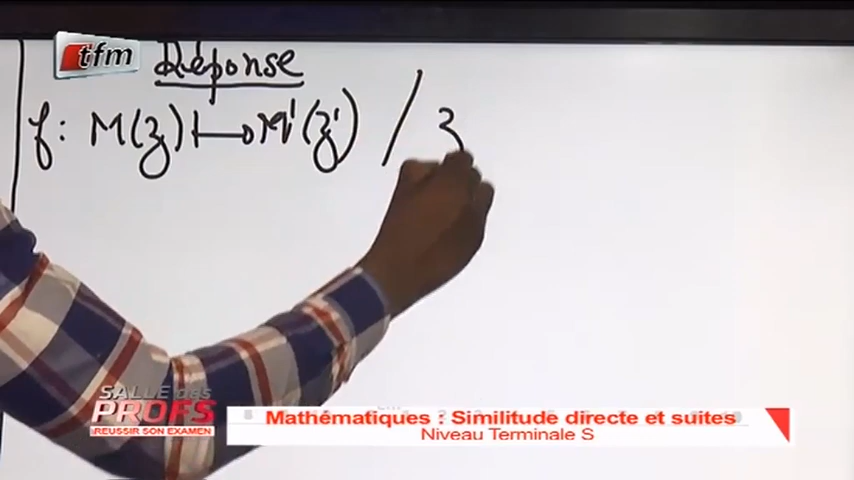 tfm
Réponse
f: M(z) ⟼ M'(z') / z
SALLE des
PROFS
REUSSIR SON EXAMEN
Mathématiques : Similitude directe et suites
Niveau Terminale S